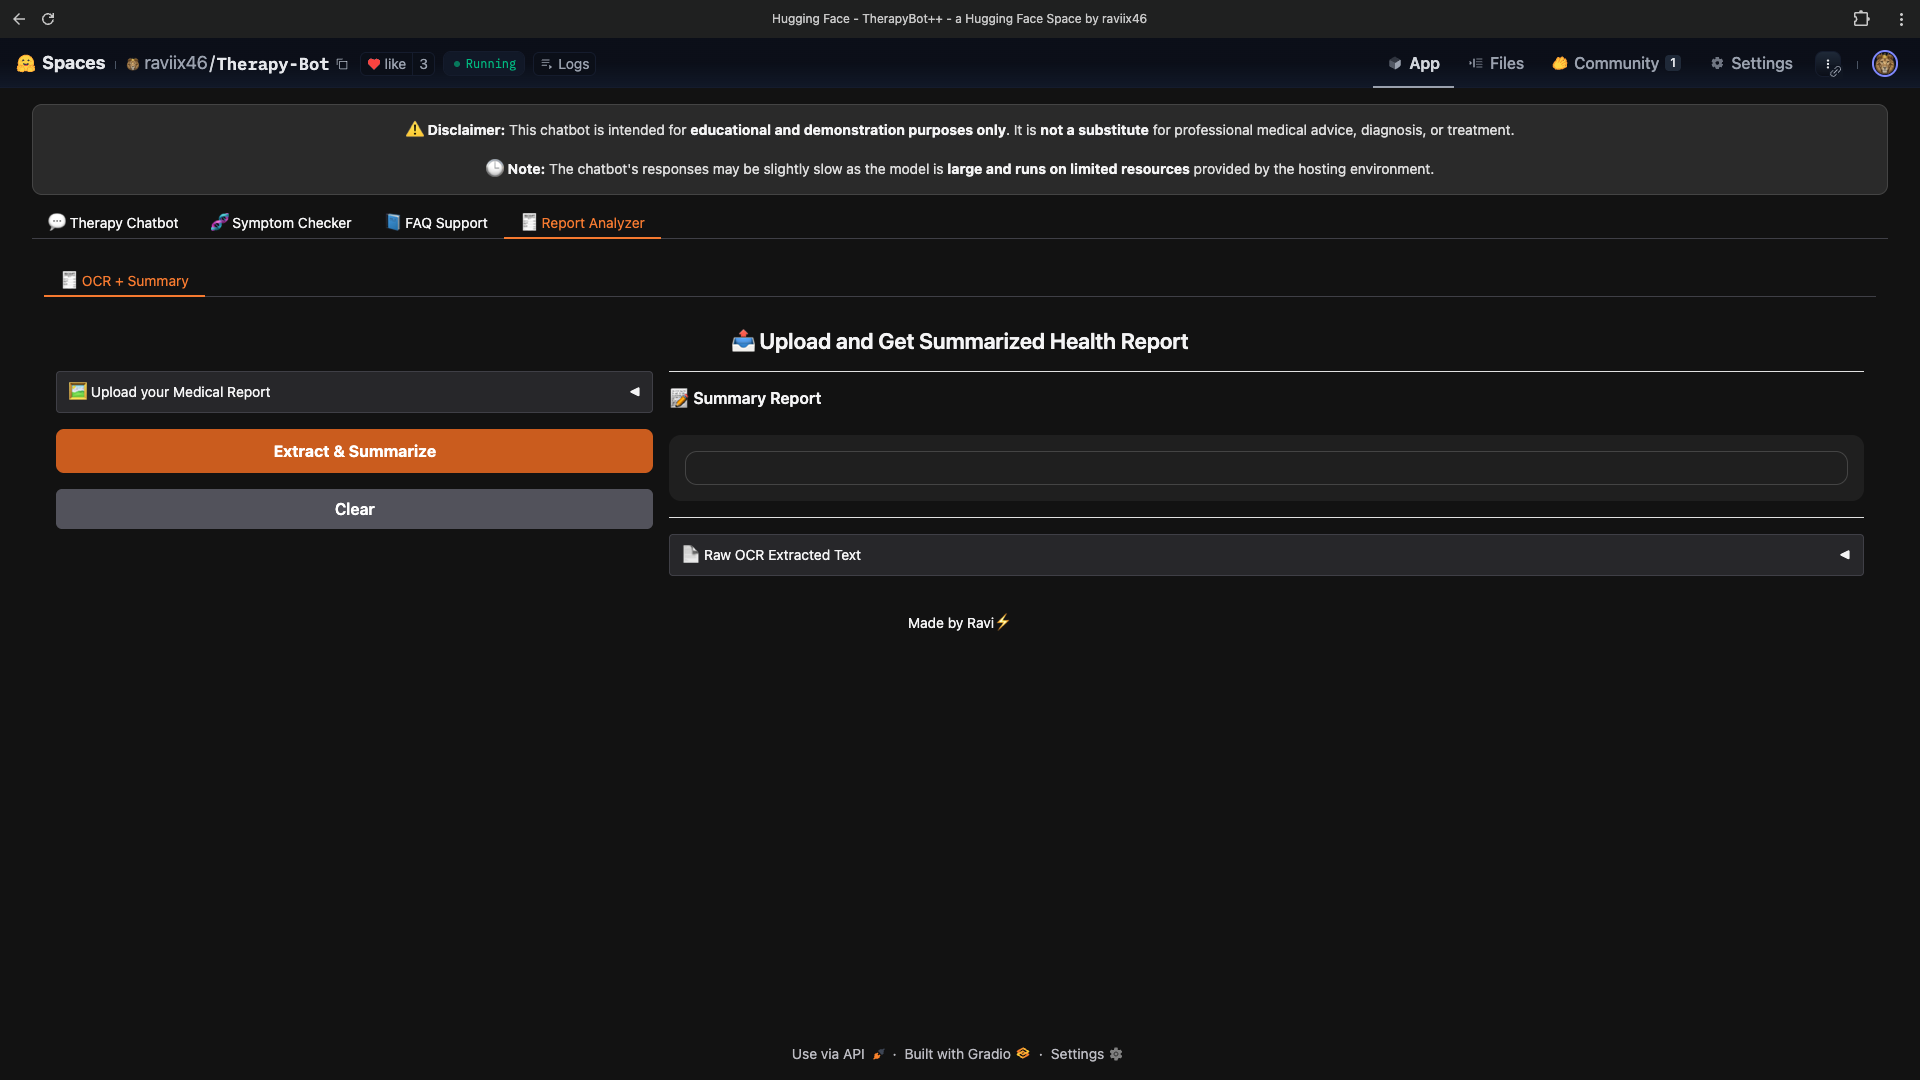 Hugging Face - TherapyBot++ - a Hugging Face Space by raviix46
Spaces raviix46/Therapy-Bot like 3 Running Logs App Files Community 1 Settings
⚠️ Disclaimer: This chatbot is intended for educational and demonstration purposes only. It is not a substitute for professional medical advice, diagnosis, or treatment.
🕒 Note: The chatbot's responses may be slightly slow as the model is large and runs on limited resources provided by the hosting environment.
💬 Therapy Chatbot 🧬 Symptom Checker 📘 FAQ Support 🧾 Report Analyzer
🧾 OCR + Summary
📤 Upload and Get Summarized Health Report
🖼️ Upload your Medical Report
Extract & Summarize
Clear
📝 Summary Report
📄 Raw OCR Extracted Text
Made by Ravi⚡
Use via API 🚀 · Built with Gradio · Settings